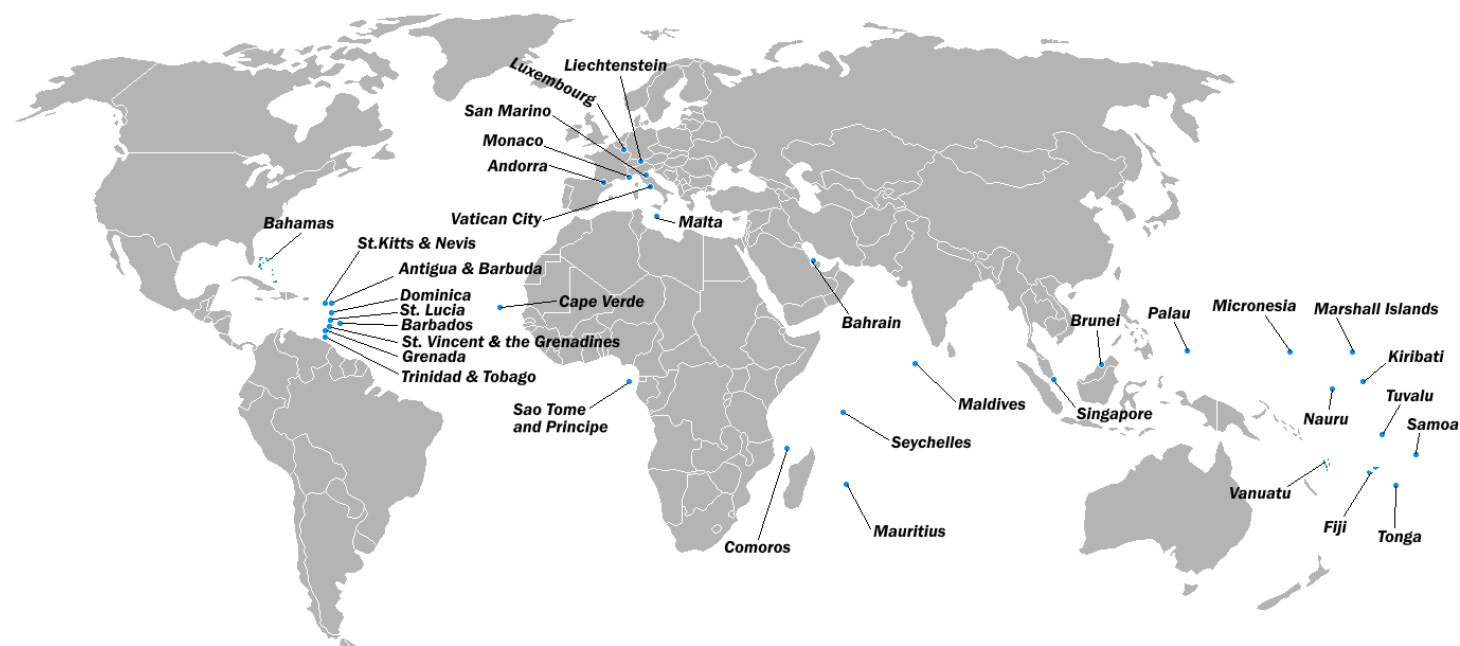 Liechtenstein
Luxembourg
San Marino
Monaco
Andorra
Vatican City
Malta
Bahamas
St.Kitts & Nevis
Antigua & Barbuda
Dominica
St. Lucia
Barbados
St. Vincent & the Grenadines
Grenada
Trinidad & Tobago
Cape Verde
Sao Tome
and Principe
Bahrain
Maldives
Seychelles
Mauritius
Comoros
Brunei
Singapore
Palau
Micronesia
Marshall Islands
Kiribati
Nauru
Tuvalu
Samoa
Vanuatu
Fiji
Tonga